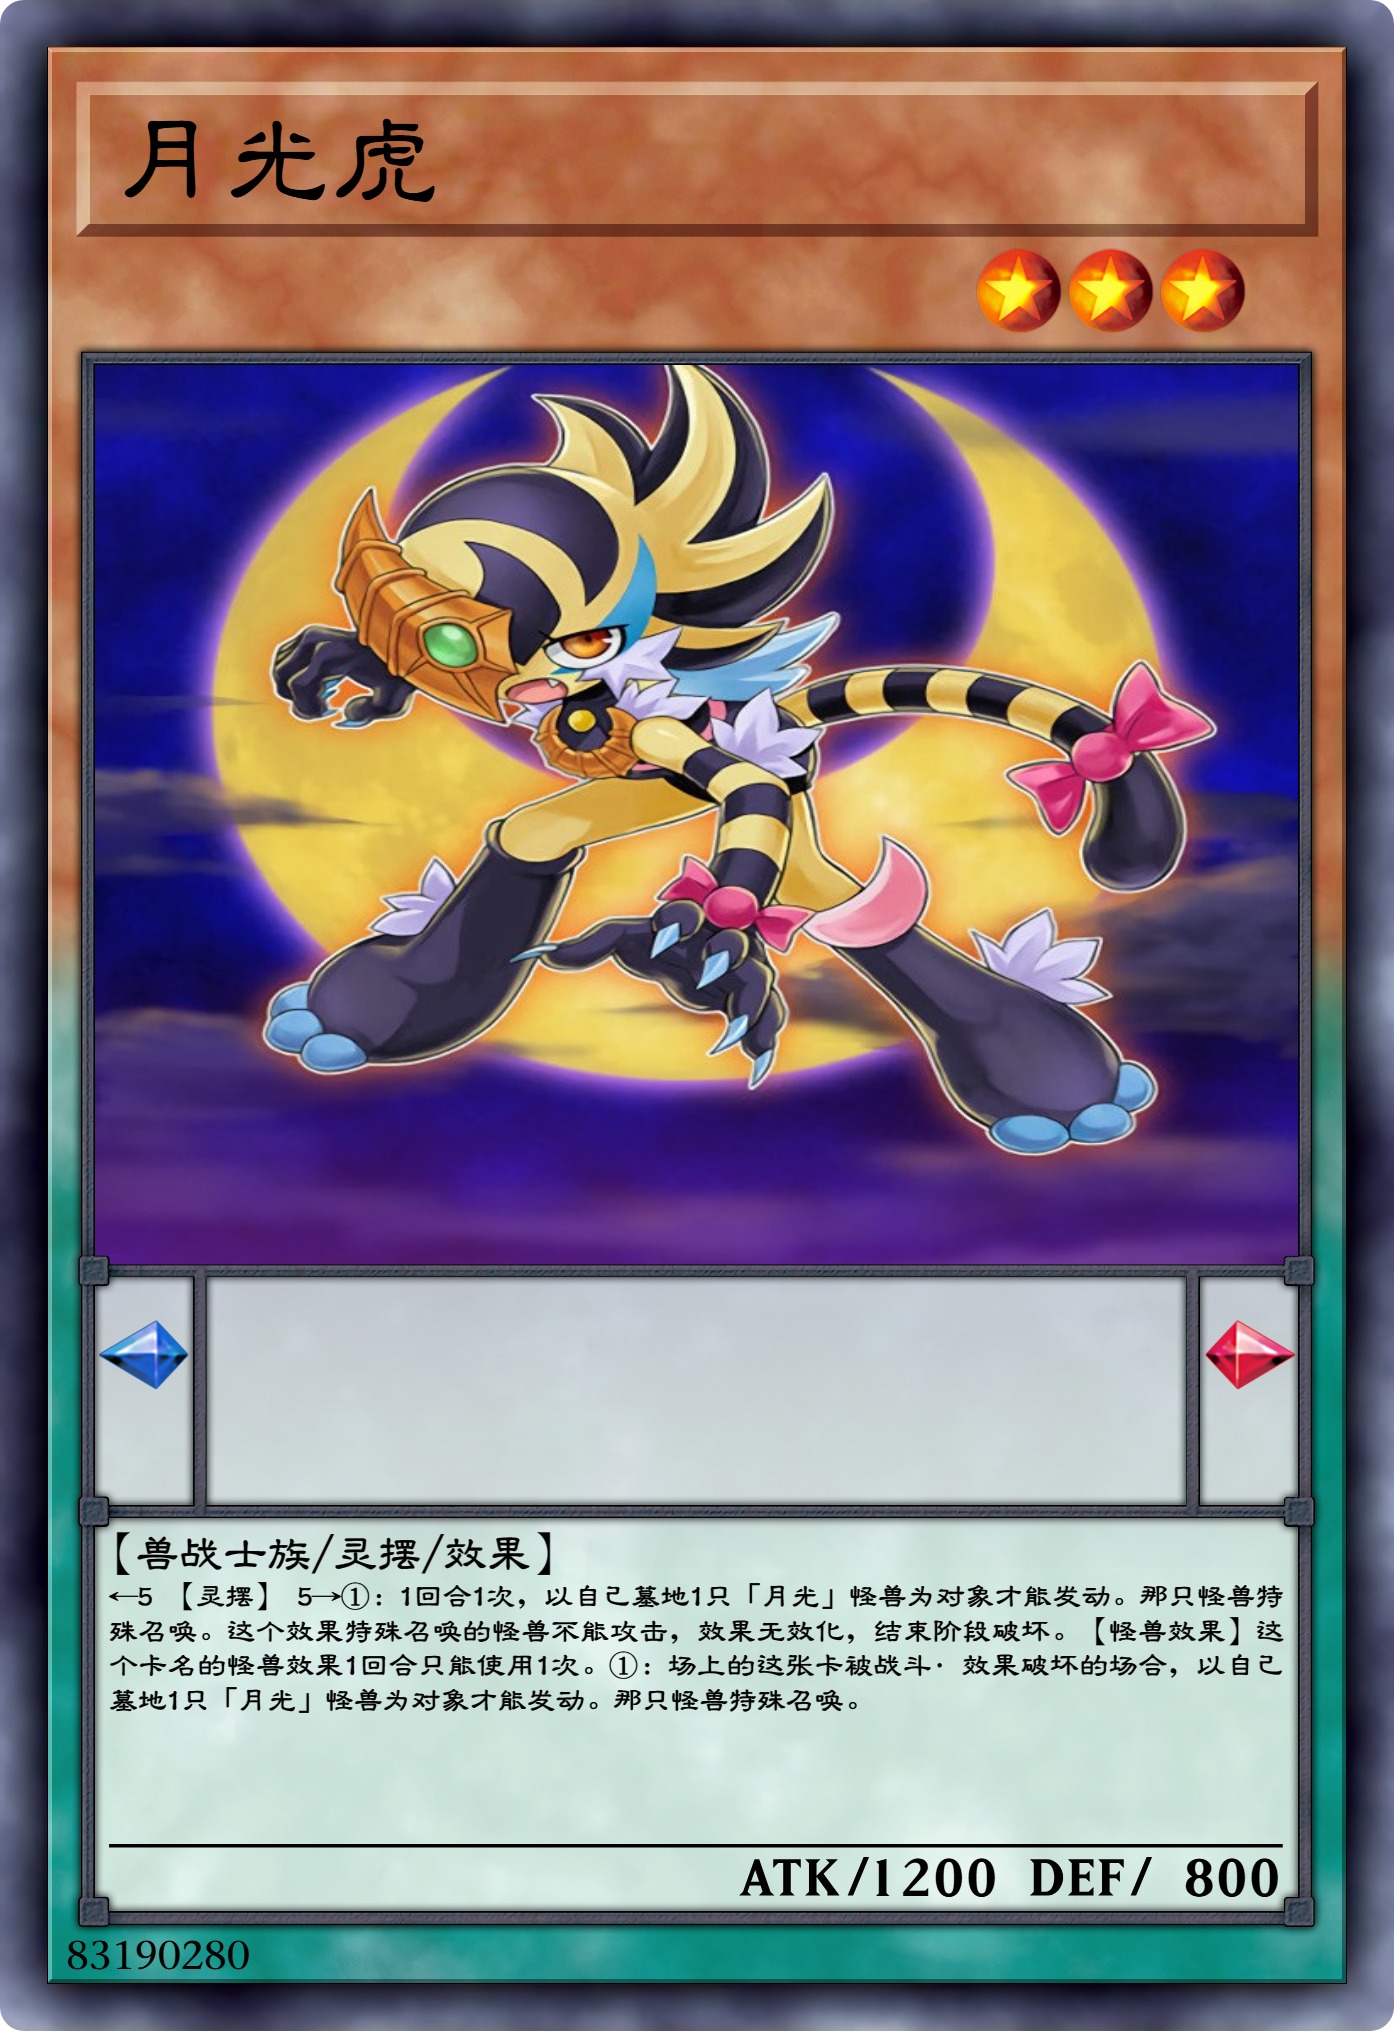 月光虎
【兽战士族/灵摆/效果】
←5 【灵摆】 5→①：1回合1次，以自己墓地1只「月光」怪兽为对象才能发动。那只怪兽特
殊召唤。这个效果特殊召唤的怪兽不能攻击，效果无效化，结束阶段破坏。【怪兽效果】这
个卡名的怪兽效果1回合只能使用1次。①：场上的这张卡被战斗·效果破坏的场合，以自己
墓地1只「月光」怪兽为对象才能发动。那只怪兽特殊召唤。
ATK/1200 DEF/ 800
83190280